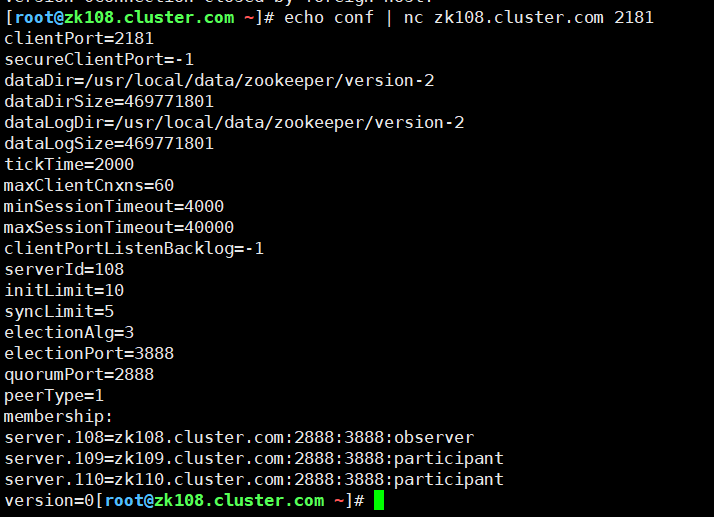 [root@zk108.cluster.com ~]# echo conf | nc zk108.cluster.com 2181
clientPort=2181
secureClientPort=-1
dataDir=/usr/local/data/zookeeper/version-2
dataDirSize=469771801
dataLogDir=/usr/local/data/zookeeper/version-2
dataLogSize=469771801
tickTime=2000
maxClientCnxns=60
minSessionTimeout=4000
maxSessionTimeout=40000
clientPortListenBacklog=-1
serverId=108
initLimit=10
syncLimit=5
electionAlg=3
electionPort=3888
quorumPort=2888
peerType=1
membership:
server.108=zk108.cluster.com:2888:3888:observer
server.109=zk109.cluster.com:2888:3888:participant
server.110=zk110.cluster.com:2888:3888:participant
version=0[root@zk108.cluster.com ~]#